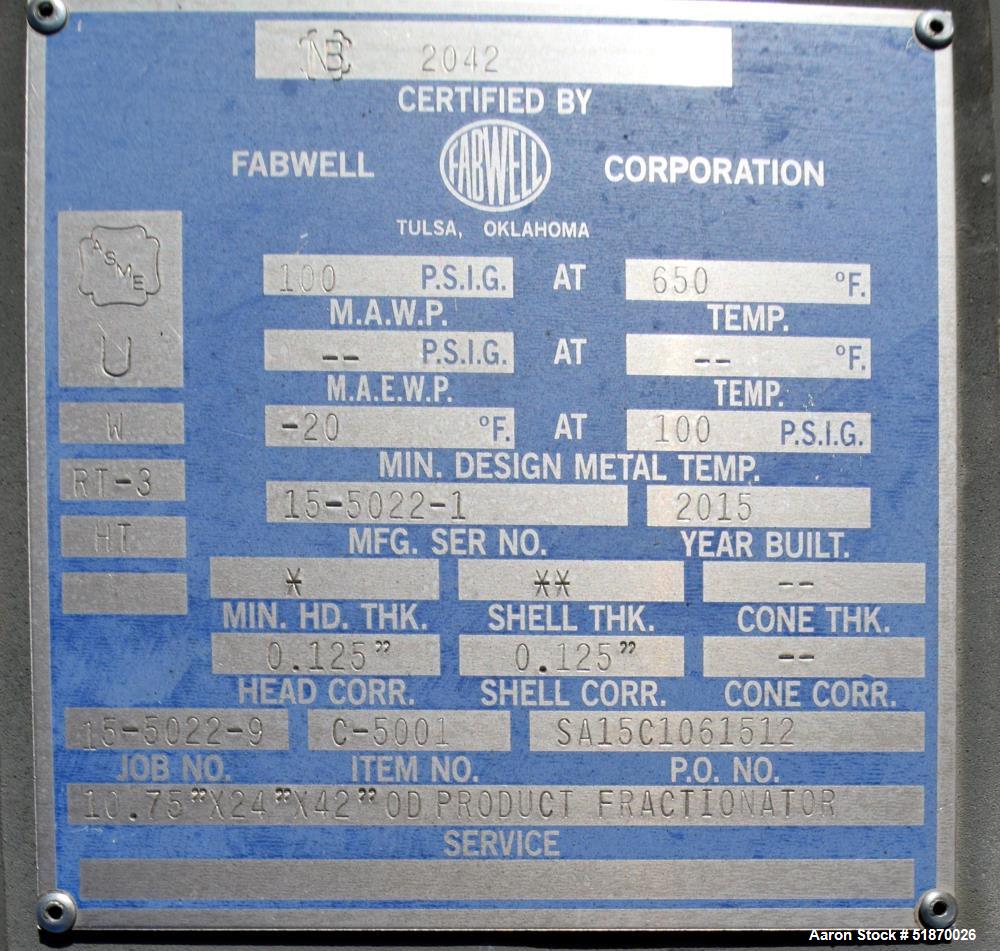 NB 2042
CERTIFIED BY
FABWELL FABWELL CORPORATION
TULSA, OKLAHOMA
ASME
U
W
RT-3
HT
100 P.S.I.G. AT 650 °F.
M.A.W.P. TEMP.
-- P.S.I.G. AT -- °F.
M.A.E.W.P. TEMP.
-20 °F. AT 100 P.S.I.G.
MIN. DESIGN METAL TEMP.
15-5022-1 2015
MFG. SER NO. YEAR BUILT.
* ** --
MIN. HD. THK. SHELL THK. CONE THK.
0.125" 0.125" --
HEAD CORR. SHELL CORR. CONE CORR.
15-5022-9 C-5001 SA15C1061512
JOB NO. ITEM NO. P.O. NO.
10.75"X24"X42" OD PRODUCT FRACTIONATOR
SERVICE
Aaron Stock # 51870026